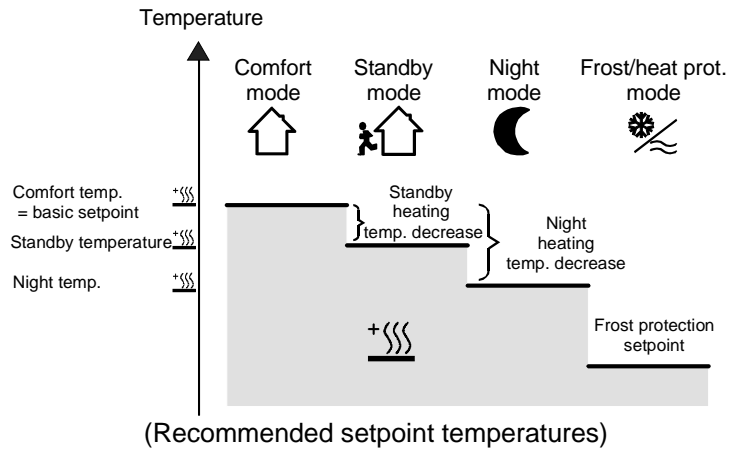 Temperature
Comfort
mode
Standby
mode
Night
mode
Frost/heat prot.
mode
Comfort temp.
= basic setpoint
Standby temperature
Night temp.
Standby
heating
temp. decrease
Night
heating
temp. decrease
Frost protection
setpoint
(Recommended setpoint temperatures)